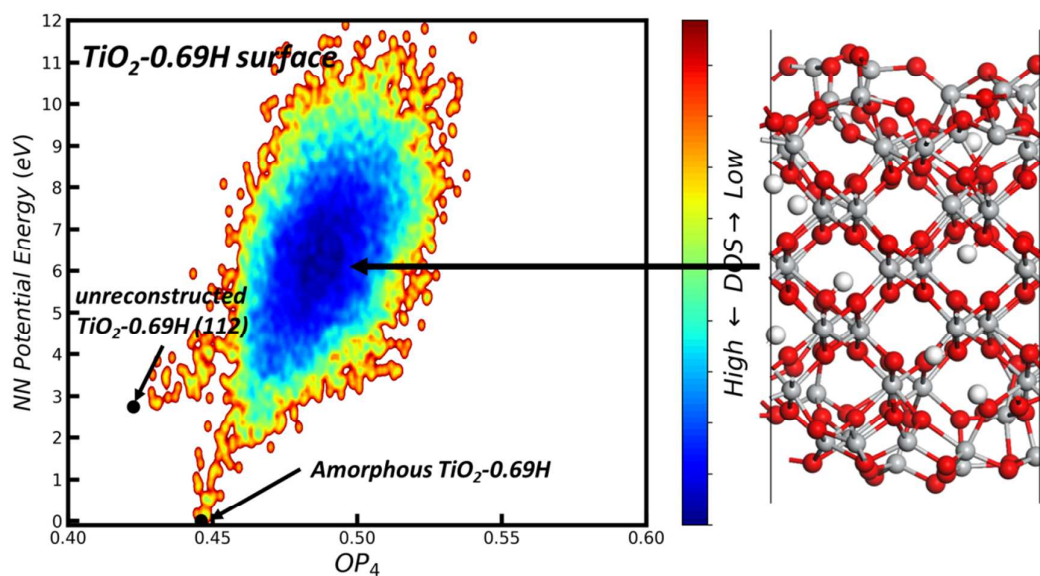 TiO₂-0.69H surface
NN Potential Energy (eV)
12
11
10
9
8
7
6
5
4
3
2
1
0
unreconstructed
TiO₂-0.69H (112)
Amorphous TiO₂-0.69H
0.40
0.45
0.50
0.55
0.60
OP₄
High ← DOS → Low